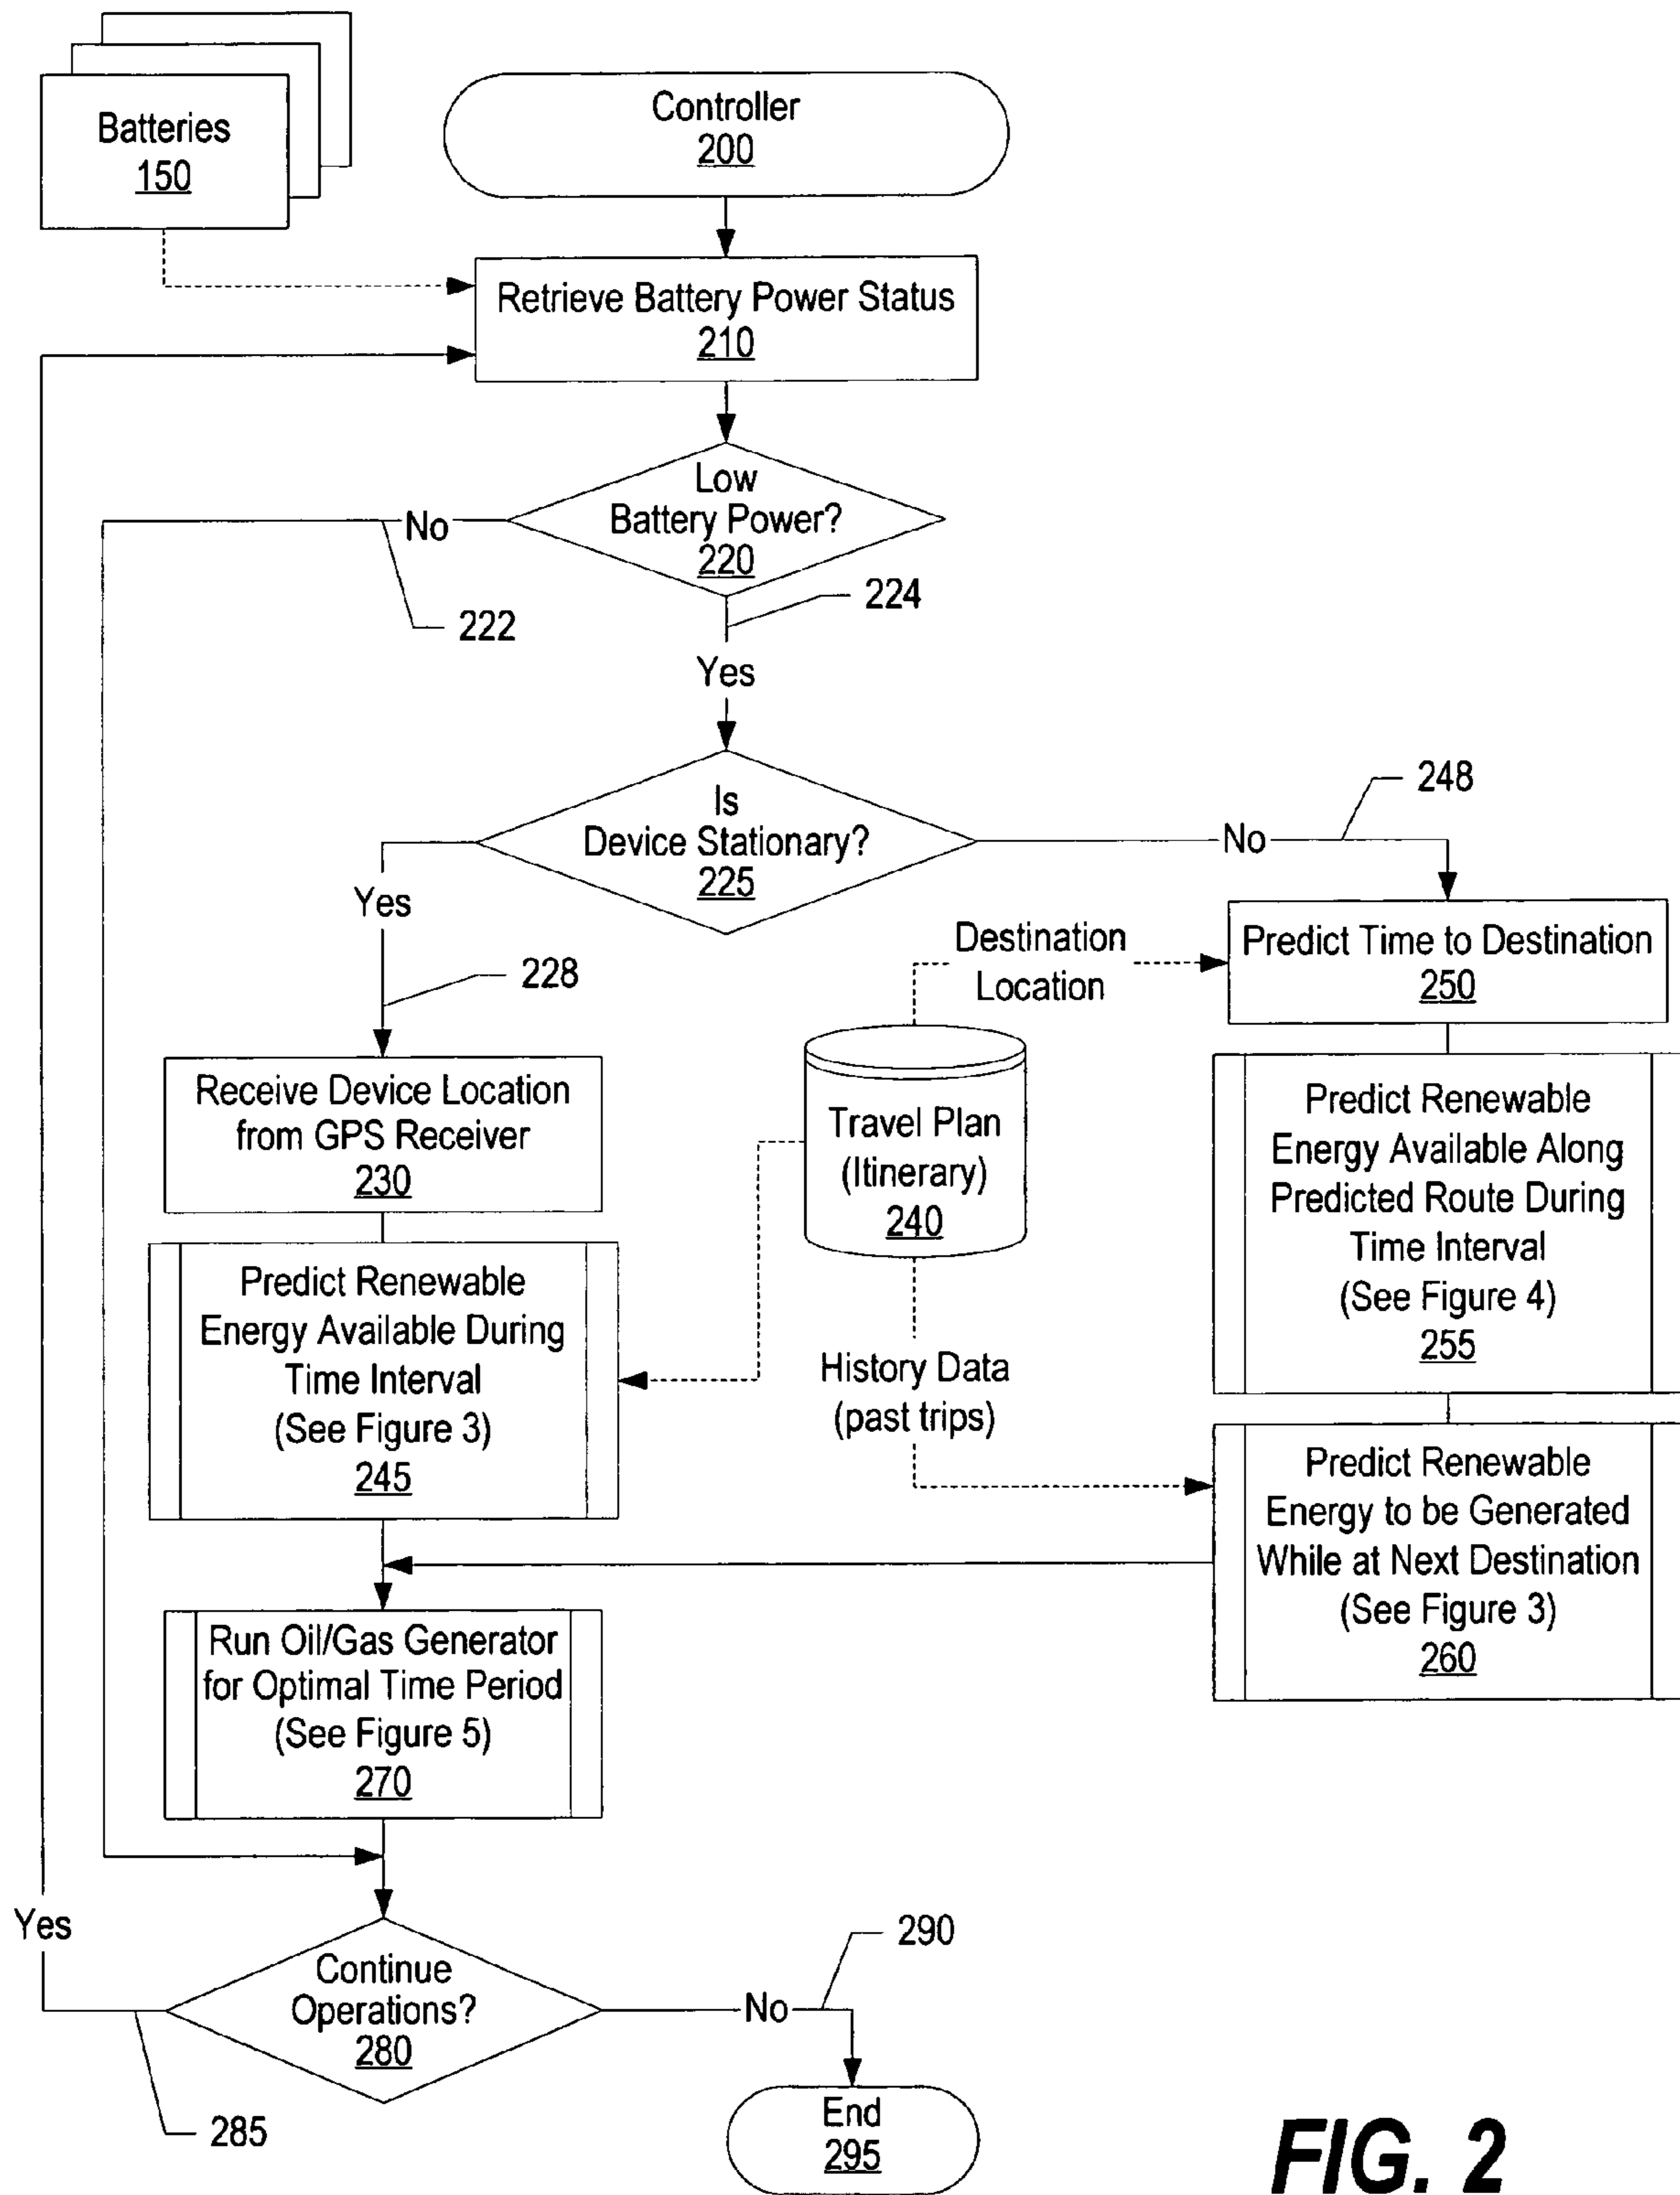 Batteries
150
Controller
200
Retrieve Battery Power Status
210
Low
Battery Power?
220
No
222
224
Yes
Is
Device Stationary?
225
Yes
228
No
248
Receive Device Location
from GPS Receiver
230
Destination
Location
Predict Time to Destination
250
Travel Plan
(Itinerary)
240
Predict Renewable
Energy Available Along
Predicted Route During
Time Interval
(See Figure 4)
255
Predict Renewable
Energy Available During
Time Interval
(See Figure 3)
245
History Data
(past trips)
Predict Renewable
Energy to be Generated
While at Next Destination
(See Figure 3)
260
Run Oil/Gas Generator
for Optimal Time Period
(See Figure 5)
270
Yes
Continue
Operations?
280
285
No
290
End
295
FIG. 2